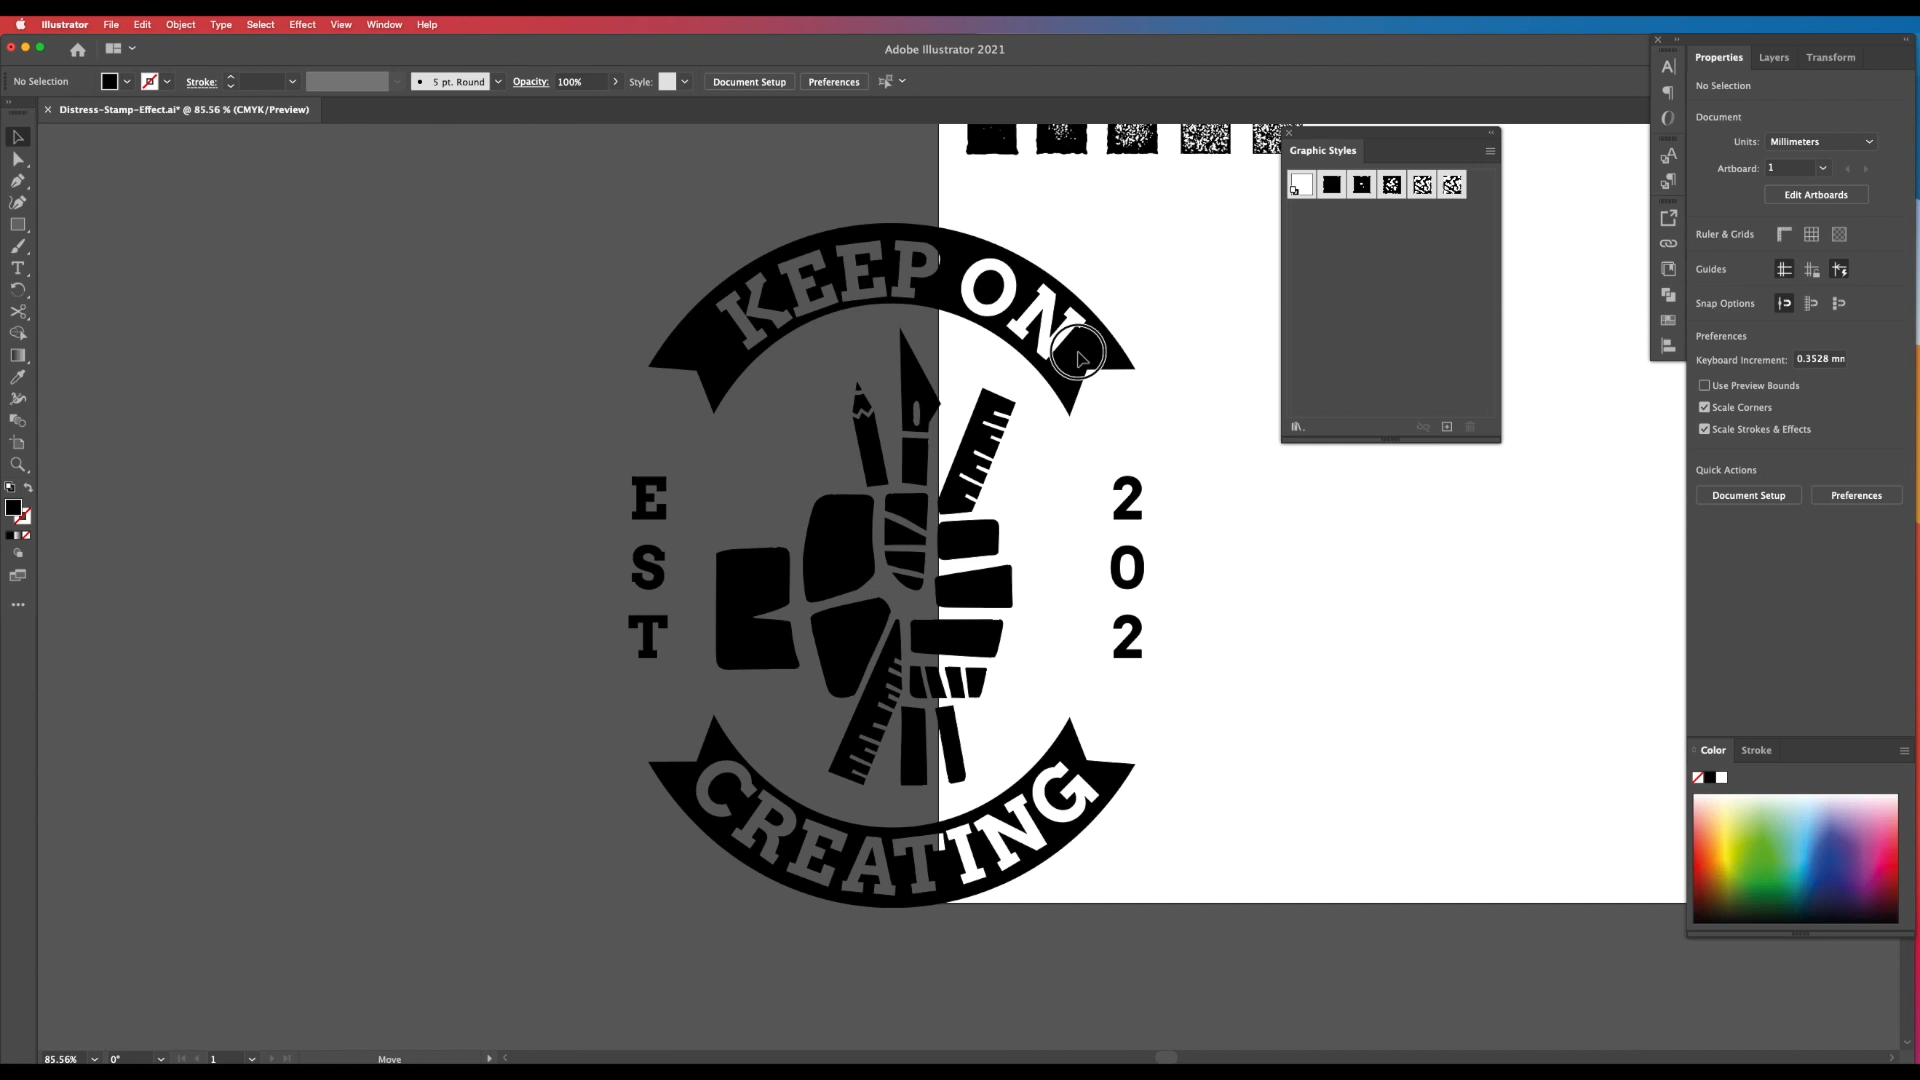 Illustrator File Edit Object Type Select Effect View Window Help
Adobe Illustrator 2021
No Selection Stroke: 5 pt. Round Opacity: 100% Style: Document Setup Preferences
Distress-Stamp-Effect.ai* @ 85.56 % (CMYK/Preview)
KEEP ON
EST
202
CREATING
Graphic Styles
Properties Layers Transform
No Selection
Document
Units: Millimeters
Artboard: 1
Edit Artboards
Ruler & Grids
Guides
Snap Options
Preferences
Keyboard Increment: 0.3528 mm
Use Preview Bounds
Scale Corners
Scale Strokes & Effects
Quick Actions
Document Setup Preferences
Color Stroke
85.56% 0° 1 Move